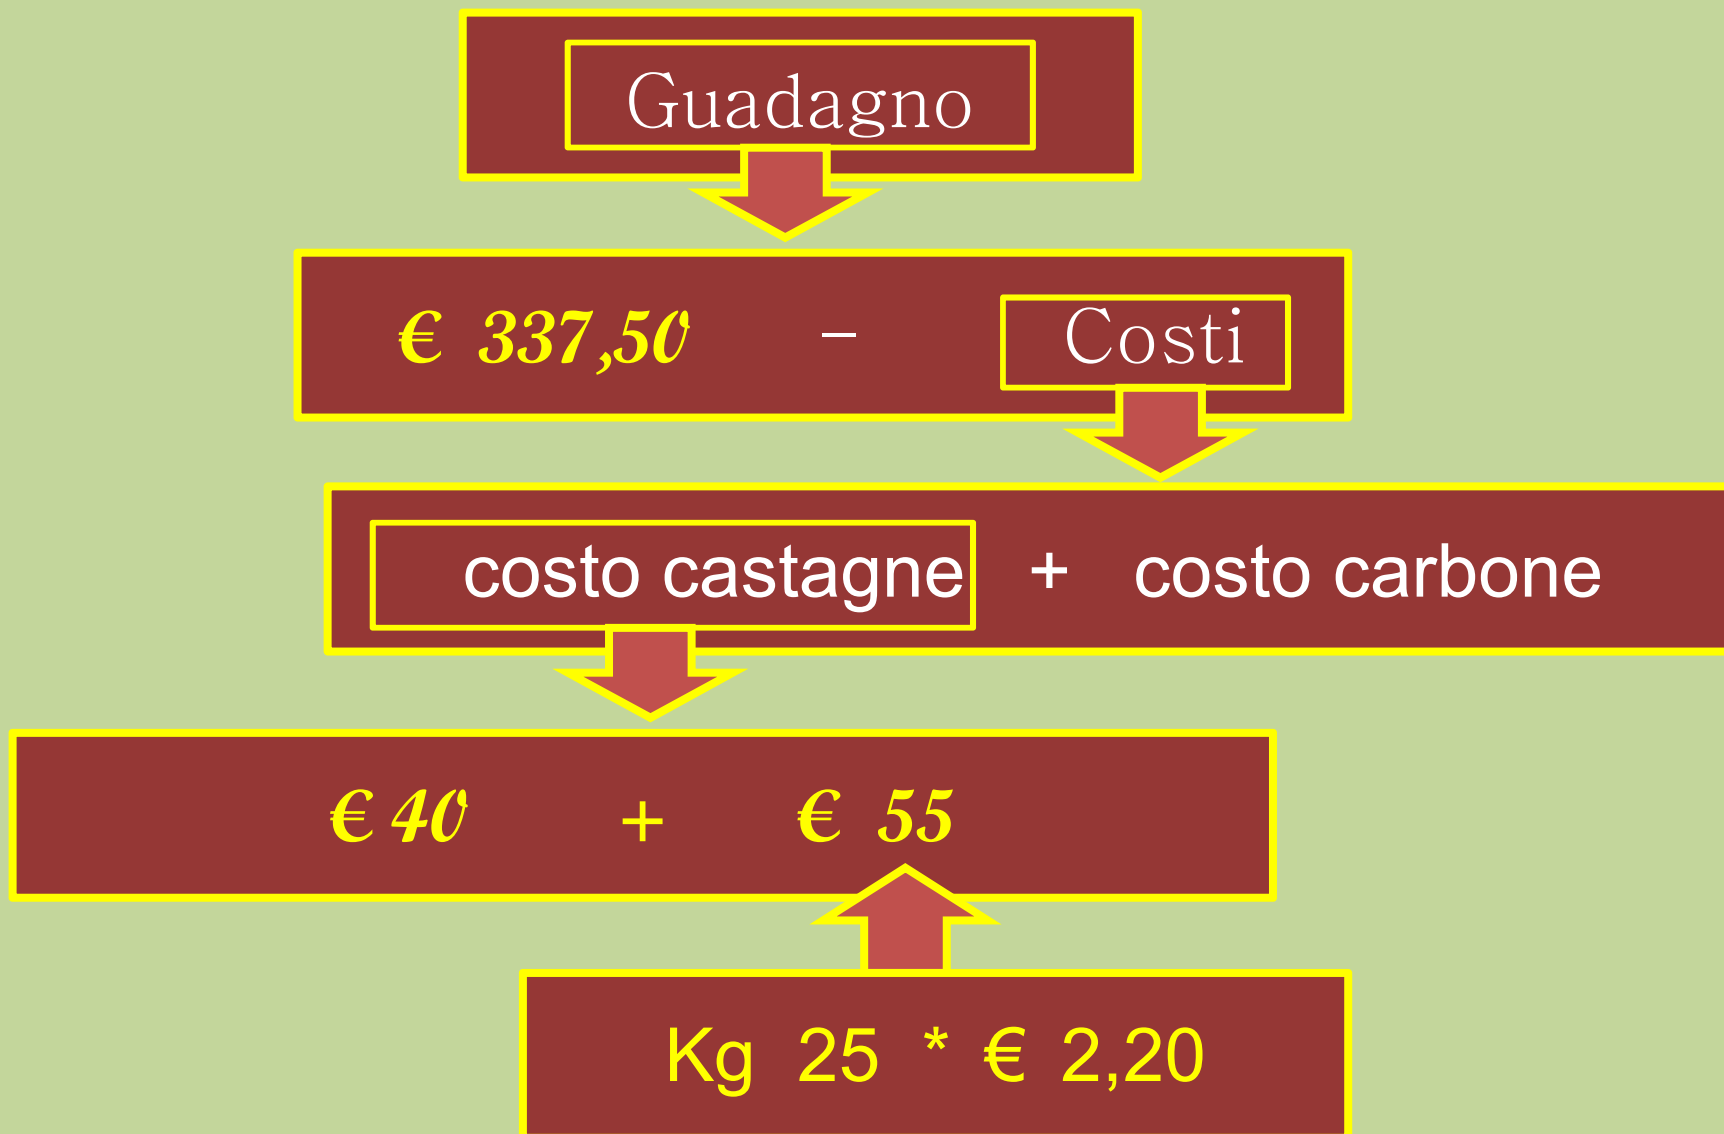 Guadagno
€ 337,50 – Costi
costo castagne + costo carbone
€ 40 + € 55
Kg 25 * € 2,20